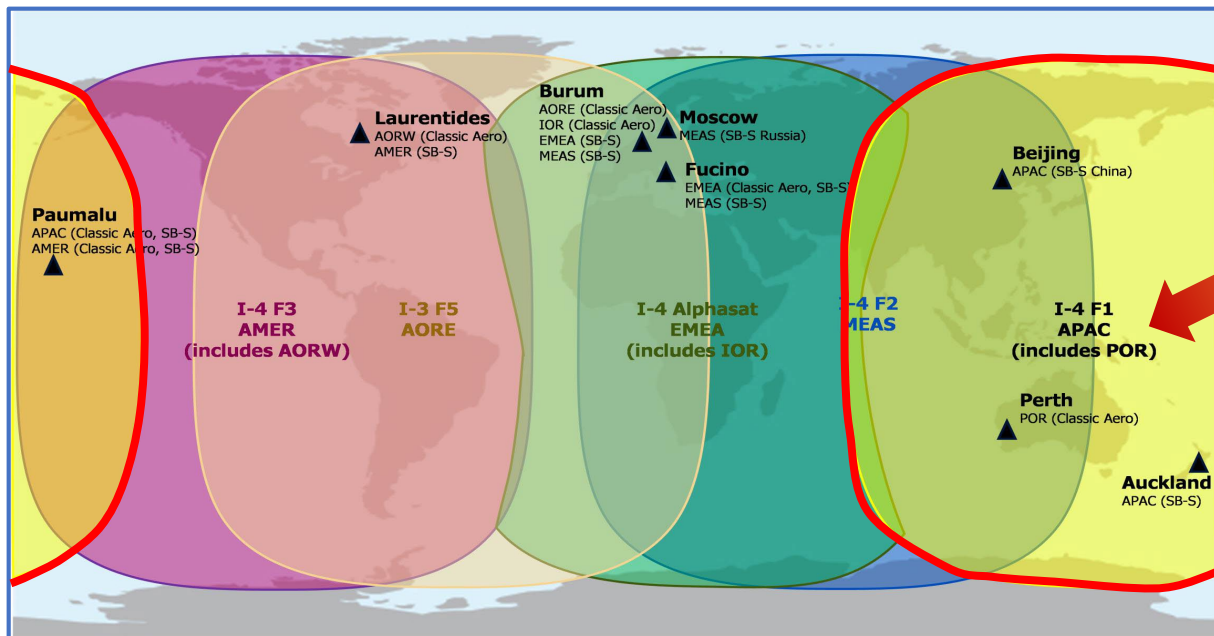 Paumalu
APAC (Classic Aero, SB-S)
AMER (Classic Aero, SB-S)
Laurentides
AORW (Classic Aero)
AMER (SB-S)
Burum
AORE (Classic Aero)
IOR (Classic Aero)
EMEA (SB-S)
MEAS (SB-S)
Moscow
MEAS (SB-S Russia)
Fucino
EMEA (Classic Aero, SB-S)
MEAS (SB-S)
Beijing
APAC (SB-S China)
I-4 F3
AMER
(includes AORW)
I-3 F5
AORE
I-4 Alphasat
EMEA
(includes IOR)
I-4 F2
MEAS
I-4 F1
APAC
(includes POR)
Perth
POR (Classic Aero)
Auckland
APAC (SB-S)